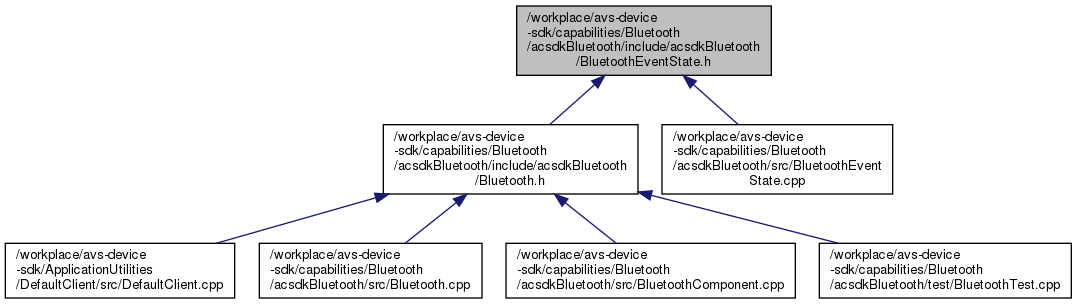 /workplace/avs-device
-sdk/capabilities/Bluetooth
/acsdkBluetooth/include/acsdkBluetooth
/BluetoothEventState.h
/workplace/avs-device
-sdk/capabilities/Bluetooth
/acsdkBluetooth/include/acsdkBluetooth
/Bluetooth.h
/workplace/avs-device
-sdk/capabilities/Bluetooth
/acsdkBluetooth/src/BluetoothEvent
State.cpp
/workplace/avs-device
-sdk/ApplicationUtilities
/DefaultClient/src/DefaultClient.cpp
/workplace/avs-device
-sdk/capabilities/Bluetooth
/acsdkBluetooth/src/Bluetooth.cpp
/workplace/avs-device
-sdk/capabilities/Bluetooth
/acsdkBluetooth/src/BluetoothComponent.cpp
/workplace/avs-device
-sdk/capabilities/Bluetooth
/acsdkBluetooth/test/BluetoothTest.cpp